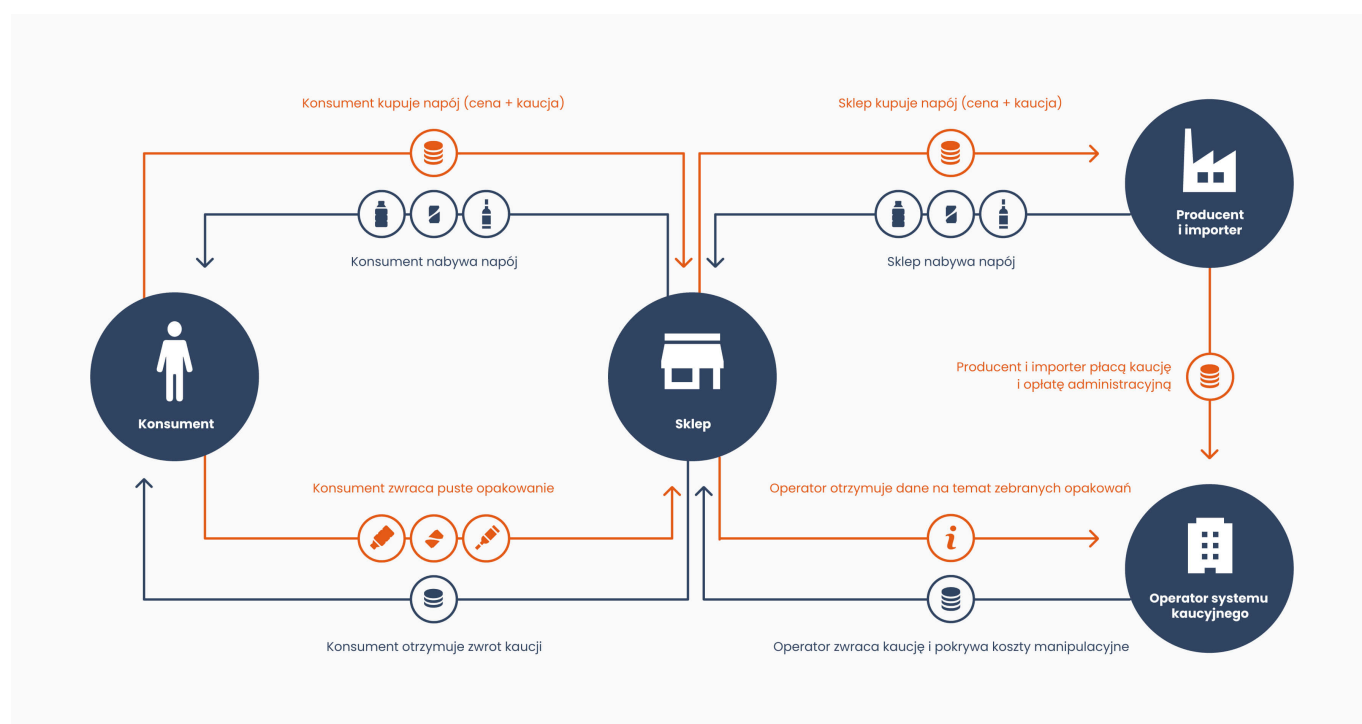 Konsument kupuje napój (cena + kaucja)
Sklep kupuje napój (cena + kaucja)
Producent
i importer
Konsument nabywa napój
Sklep nabywa napój
Producent i importer płacą kaucję
i opłatę administracyjną
Konsument
Sklep
Konsument zwraca puste opakowanie
Operator otrzymuje dane na temat zebranych opakowań
i
Operator systemu
kaucyjnego
Konsument otrzymuje zwrot kaucji
Operator zwraca kaucję i pokrywa koszty manipulacyjne